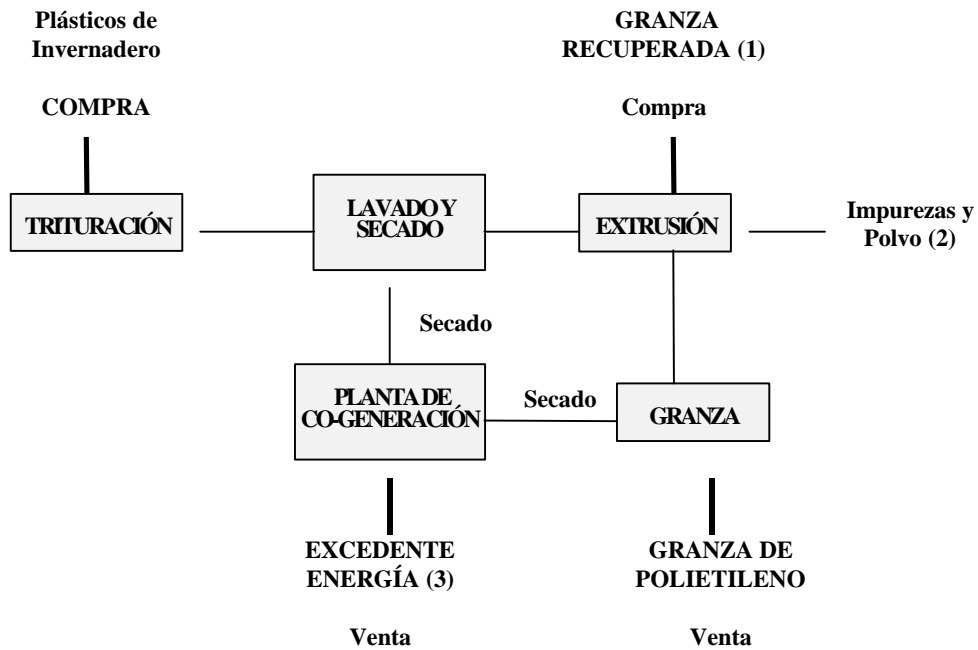 Plásticos de
Invernadero
COMPRA
GRANZA
RECUPERADA (1)
Compra
TRITURACIÓN
LAVADO Y
SECADO
EXTRUSIÓN
Impurezas y
Polvo (2)
Secado
PLANTA DE
CO-GENERACIÓN
Secado
GRANZA
EXCEDENTE
ENERGÍA (3)
Venta
GRANZA DE
POLIETILENO
Venta